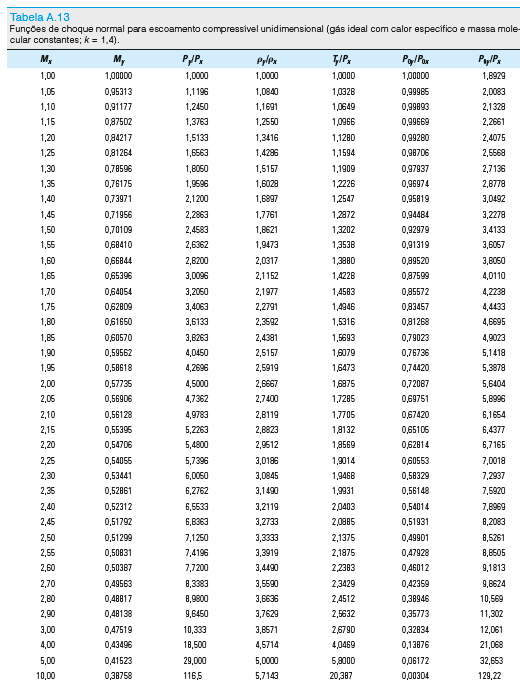 Tabela A.13
Funções de choque normal para escoamento compressível unidimensional (gás ideal com calor específico e massa mole-
cular constantes; k = 1,4).
Mx My Py/Px ρy/ρx Ty/Px P0y/P0x P0y/Px
1,00 1,00000 1,0000 1,0000 1,0000 1,00000 1,8929
1,05 0,95313 1,1196 1,0840 1,0328 0,99985 2,0083
1,10 0,91177 1,2450 1,1691 1,0649 0,99893 2,1328
1,15 0,87502 1,3763 1,2550 1,0966 0,99669 2,2661
1,20 0,84217 1,5133 1,3416 1,1280 0,99280 2,4075
1,25 0,81264 1,6563 1,4286 1,1594 0,98706 2,5568
1,30 0,78596 1,8050 1,5157 1,1909 0,97937 2,7136
1,35 0,76175 1,9596 1,6028 1,2226 0,96974 2,8778
1,40 0,73971 2,1200 1,6897 1,2547 0,95819 3,0492
1,45 0,71956 2,2863 1,7761 1,2872 0,94484 3,2278
1,50 0,70109 2,4583 1,8621 1,3202 0,92979 3,4133
1,55 0,68410 2,6362 1,9473 1,3538 0,91319 3,6057
1,60 0,66844 2,8200 2,0317 1,3880 0,89520 3,8050
1,65 0,65396 3,0096 2,1152 1,4228 0,87599 4,0110
1,70 0,64054 3,2050 2,1977 1,4583 0,85572 4,2238
1,75 0,62809 3,4063 2,2791 1,4946 0,83457 4,4433
1,80 0,61650 3,6133 2,3592 1,5316 0,81268 4,6695
1,85 0,60570 3,8263 2,4381 1,5693 0,79023 4,9023
1,90 0,59562 4,0450 2,5157 1,6079 0,76736 5,1418
1,95 0,58618 4,2696 2,5919 1,6473 0,74420 5,3878
2,00 0,57735 4,5000 2,6667 1,6875 0,72087 5,6404
2,05 0,56906 4,7362 2,7400 1,7285 0,69751 5,8996
2,10 0,56128 4,9783 2,8119 1,7705 0,67420 6,1654
2,15 0,55395 5,2263 2,8823 1,8132 0,65105 6,4377
2,20 0,54706 5,4800 2,9512 1,8569 0,62814 6,7165
2,25 0,54055 5,7396 3,0186 1,9014 0,60553 7,0018
2,30 0,53441 6,0050 3,0845 1,9468 0,58329 7,2937
2,35 0,52861 6,2762 3,1490 1,9931 0,56148 7,5920
2,40 0,52312 6,5533 3,2119 2,0403 0,54014 7,8969
2,45 0,51792 6,8363 3,2733 2,0885 0,51931 8,2083
2,50 0,51299 7,1250 3,3333 2,1375 0,49901 8,5261
2,55 0,50831 7,4196 3,3919 2,1875 0,47928 8,8505
2,60 0,50387 7,7200 3,4490 2,2383 0,46012 9,1813
2,70 0,49563 8,3383 3,5590 2,3429 0,42359 9,8624
2,80 0,48817 8,9800 3,6636 2,4512 0,38946 10,569
2,90 0,48138 9,6450 3,7629 2,5632 0,35773 11,302
3,00 0,47519 10,333 3,8571 2,6790 0,32834 12,061
4,00 0,43496 18,500 4,5714 4,0469 0,13876 21,068
5,00 0,41523 29,000 5,0000 5,8000 0,06172 32,653
10,00 0,38758 116,5 5,7143 20,387 0,00304 129,22